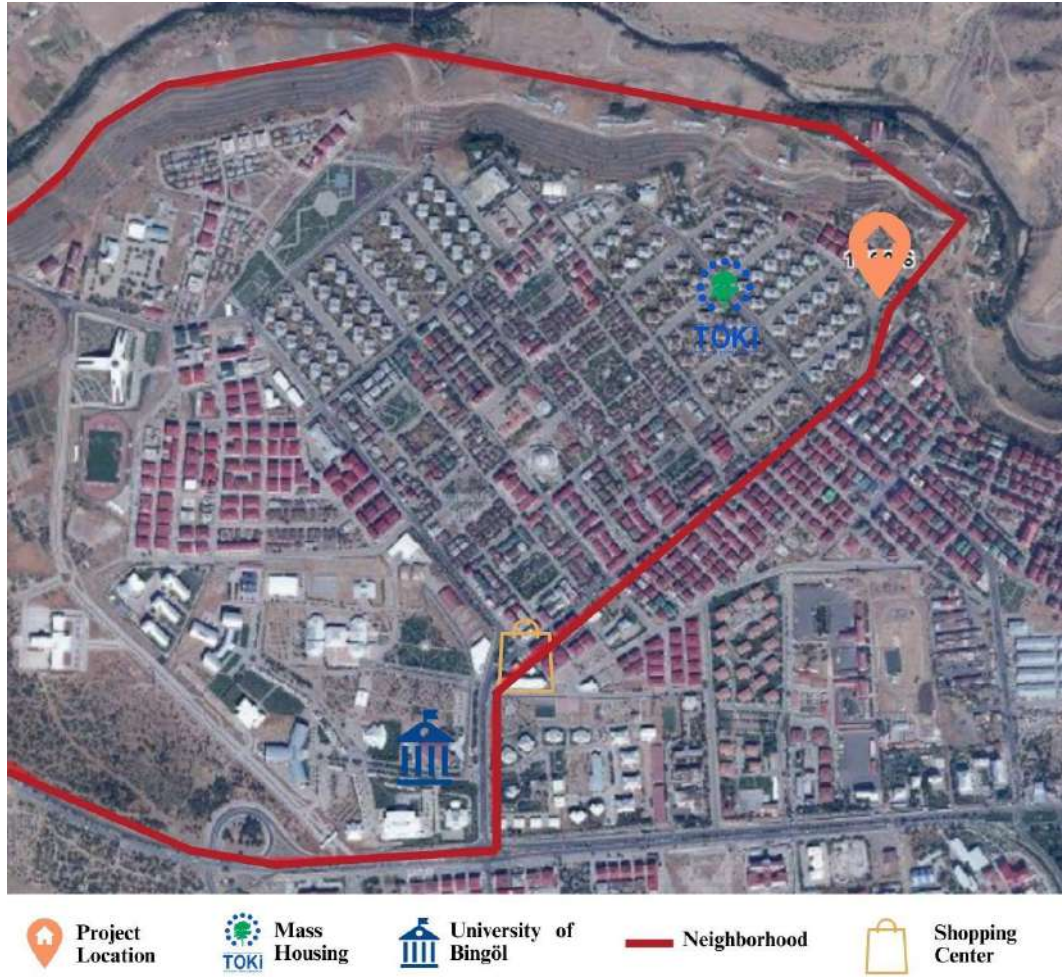 TOKİ
Project
Location
TOKİ
Mass
Housing
University of
Bingöl
Neighborhood
Shopping
Center